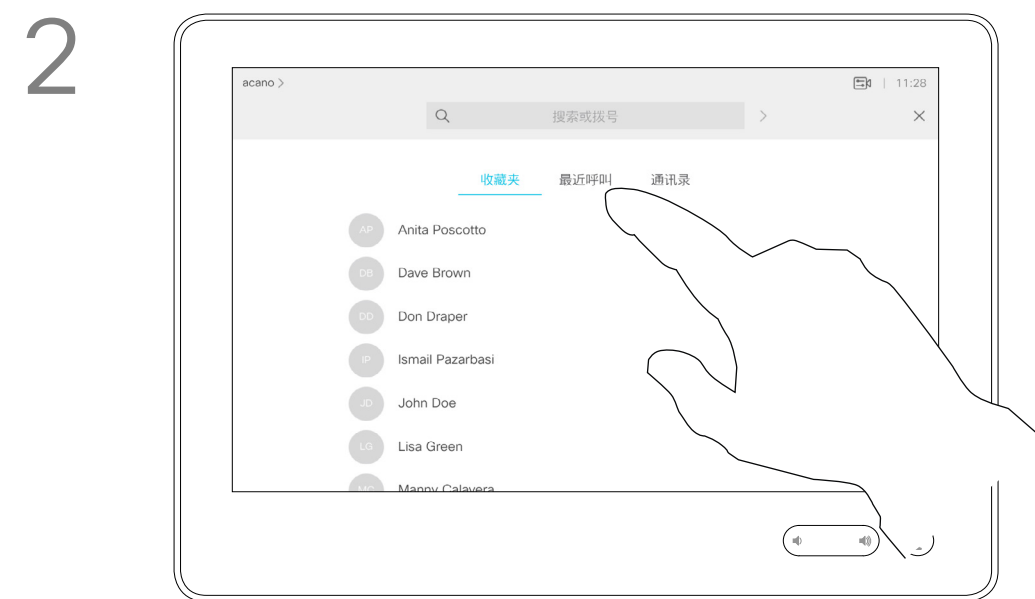 2
acano >
11:28
搜索或拨号
收藏夹 最近呼叫 通讯录
AP Anita Poscotto
DB Dave Brown
DD Don Draper
IP Ismail Pazarbasi
JD John Doe
LG Lisa Green
MC Manny Calavera